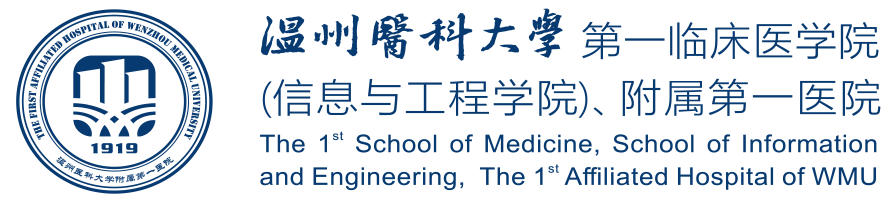 THE FIRST AFFILIATED HOSPITAL OF WENZHOU MEDICAL UNIVERSITY
1919
温州医科大学附属第一医院
温州醫科大學 第一临床医学院
(信息与工程学院)、附属第一医院
The 1st School of Medicine, School of Information
and Engineering, The 1st Affiliated Hospital of WMU